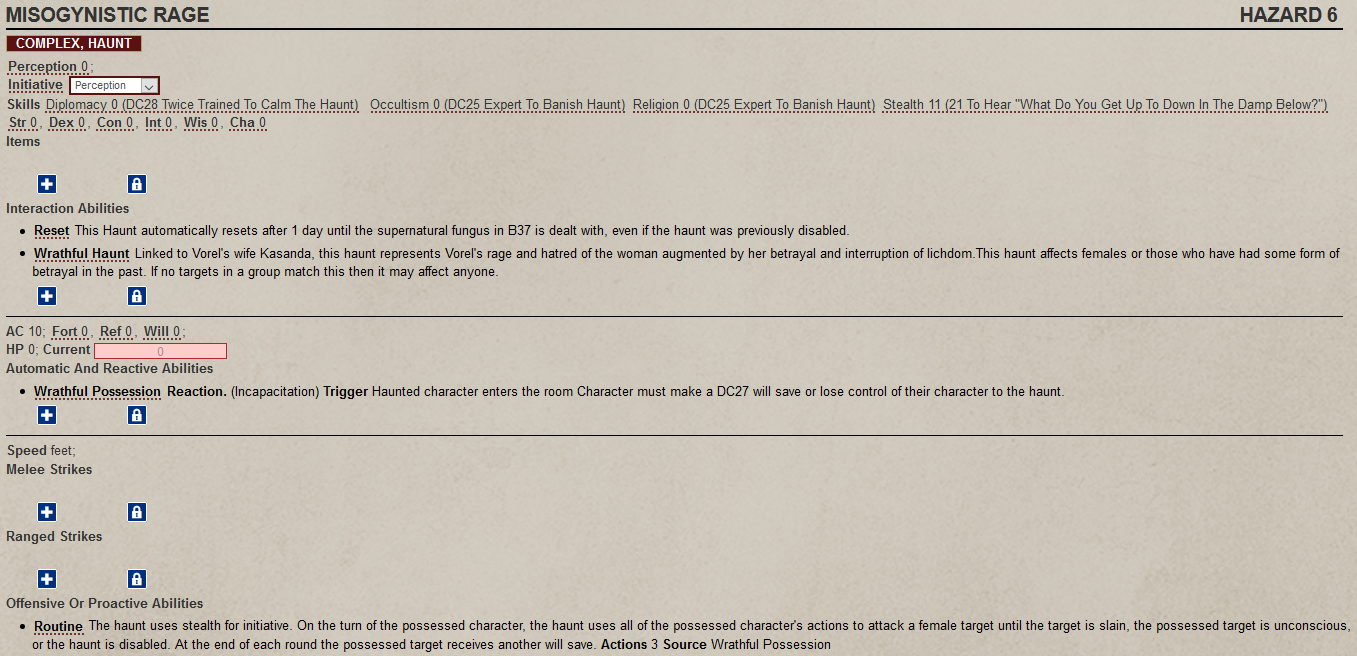 MISOGYNISTIC RAGE HAZARD 6
COMPLEX, HAUNT
Perception 0;
Initiative Perception
Skills Diplomacy 0 (DC28 Twice Trained To Calm The Haunt) Occultism 0 (DC25 Expert To Banish Haunt) Religion 0 (DC25 Expert To Banish Haunt) Stealth 11 (21 To Hear "What Do You Get Up To Down In The Damp Below?")
Str 0, Dex 0, Con 0, Int 0, Wis 0, Cha 0
Items
Interaction Abilities
• Reset This Haunt automatically resets after 1 day until the supernatural fungus in B37 is dealt with, even if the haunt was previously disabled.
• Wrathful Haunt Linked to Vorel's wife Kasanda, this haunt represents Vorel's rage and hatred of the woman augmented by her betrayal and interruption of lichdom.This haunt affects females or those who have had some form of
betrayal in the past. If no targets in a group match this then it may affect anyone.
AC 10; Fort 0, Ref 0, Will 0;
HP 0; Current 0
Automatic And Reactive Abilities
• Wrathful Possession Reaction. (Incapacitation) Trigger Haunted character enters the room Character must make a DC27 will save or lose control of their character to the haunt.
Speed feet;
Melee Strikes
Ranged Strikes
Offensive Or Proactive Abilities
• Routine The haunt uses stealth for initiative. On the turn of the possessed character, the haunt uses all of the possessed character's actions to attack a female target until the target is slain, the possessed target is unconscious,
or the haunt is disabled. At the end of each round the possessed target receives another will save. Actions 3 Source Wrathful Possession